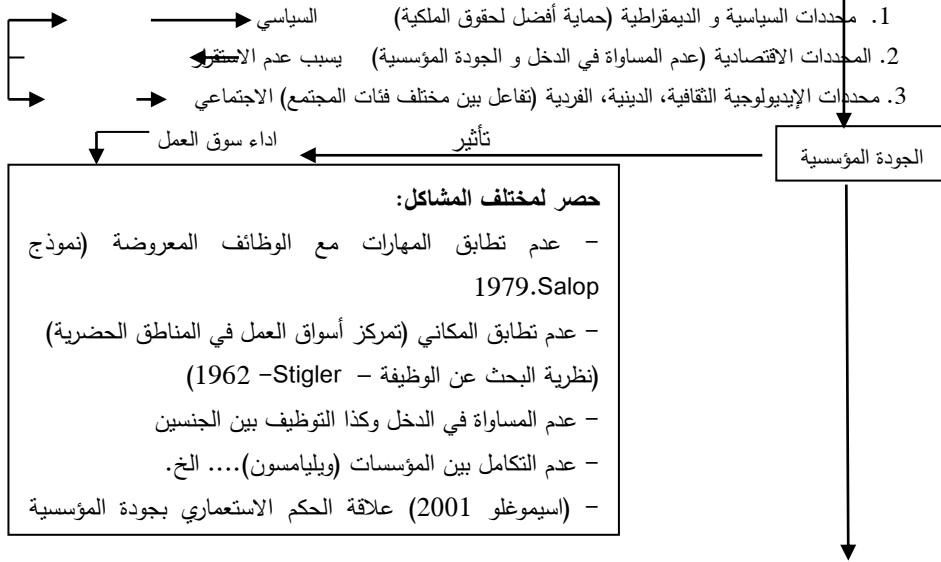 1. محددات السياسية و الديمقراطية (حماية أفضل لحقوق الملكية) السياسي
2. المحددات الاقتصادية (عدم المساواة في الدخل و الجودة المؤسسية) يسبب عدم الاستقرار
3. محددات الإيديولوجية الثقافية، الدينية، الفردية (تفاعل بين مختلف فئات المجتمع) الاجتماعي
الجودة المؤسسية
تأثير
اداء سوق العمل
حصر لمختلف المشاكل:
- عدم تطابق المهارات مع الوظائف المعروضة (نموذج
1979.Salop
- عدم تطابق المكاني (تمركز أسواق العمل في المناطق الحضرية)
(نظرية البحث عن الوظيفة – Stigler– 1962)
- عدم المساواة في الدخل وكذا التوظيف بين الجنسين
- عدم التكامل بين المؤسسات (ويليامسون).... الخ.
- (اسيموغلو 2001) علاقة الحكم الاستعماري بجودة المؤسسية